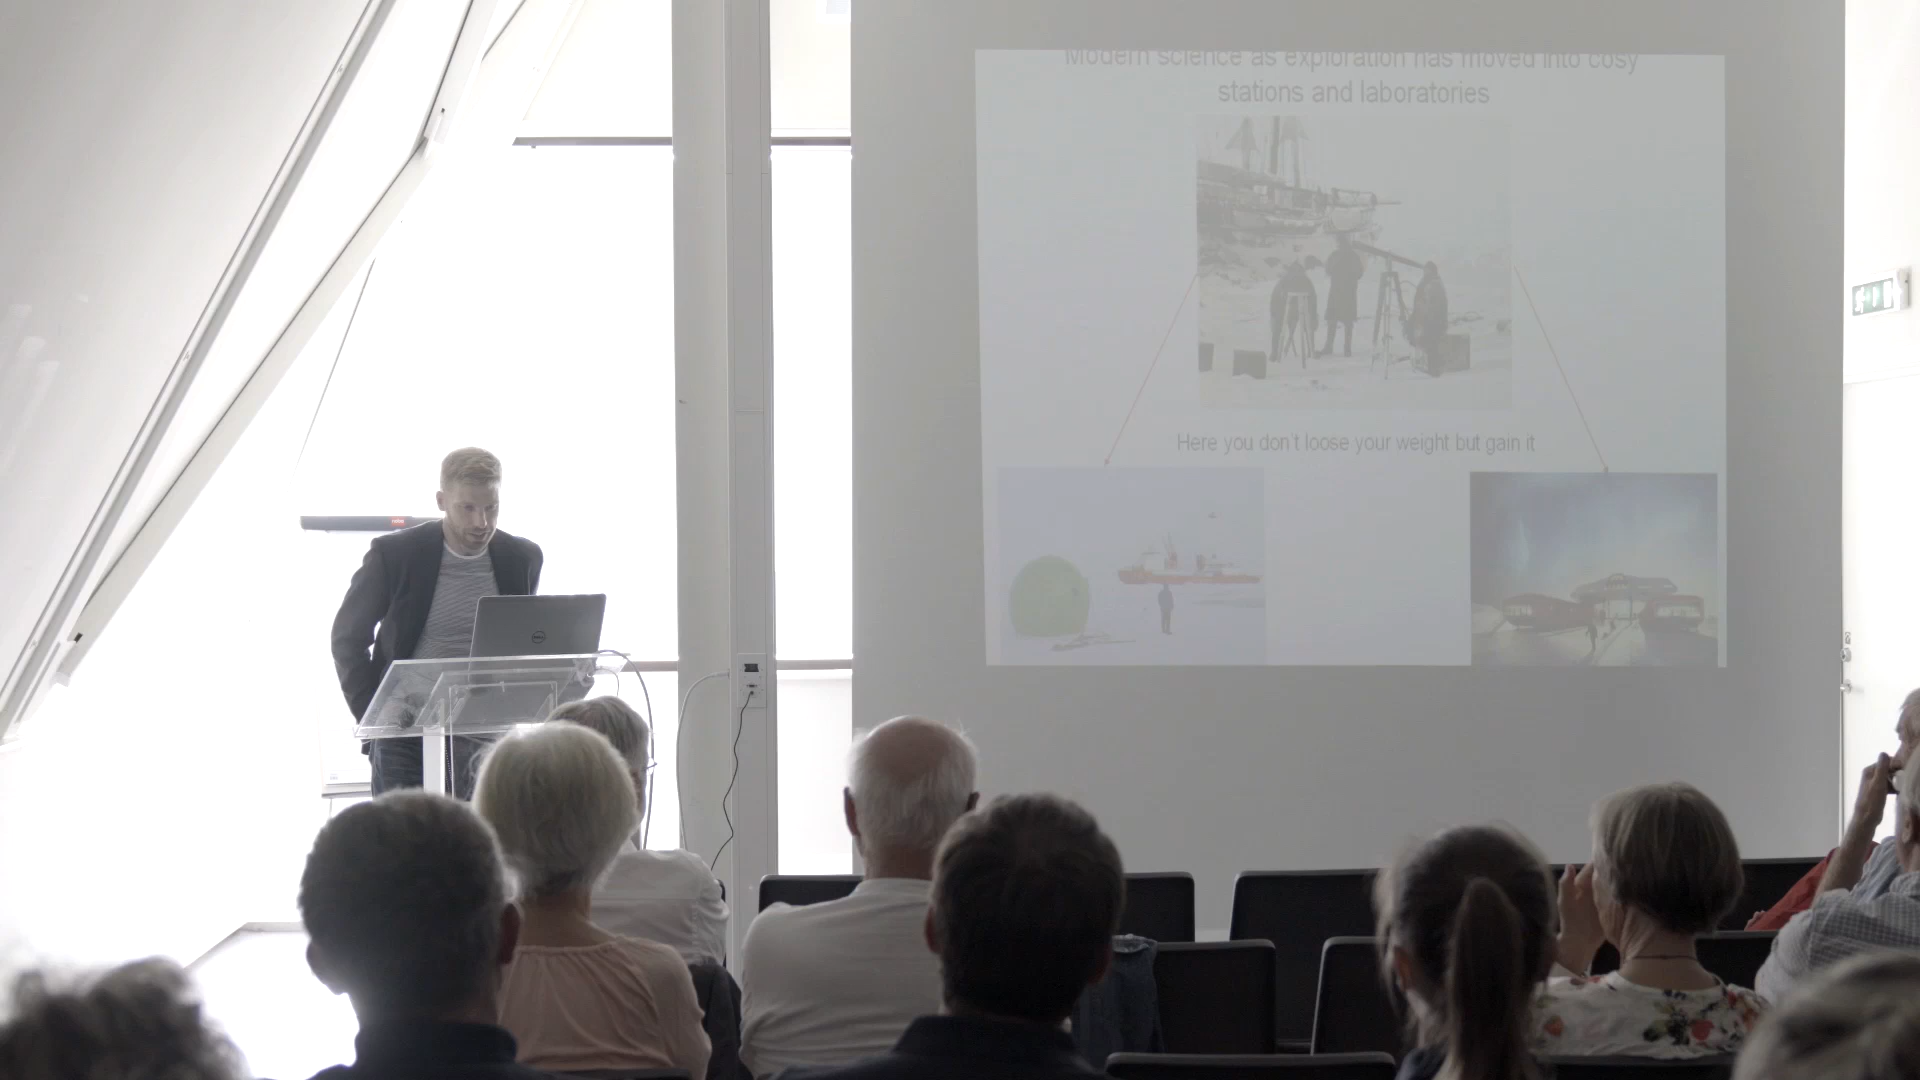 Modern science as exploration has moved into cosy
stations and laboratories
Here you don't loose your weight but gain it
DELL